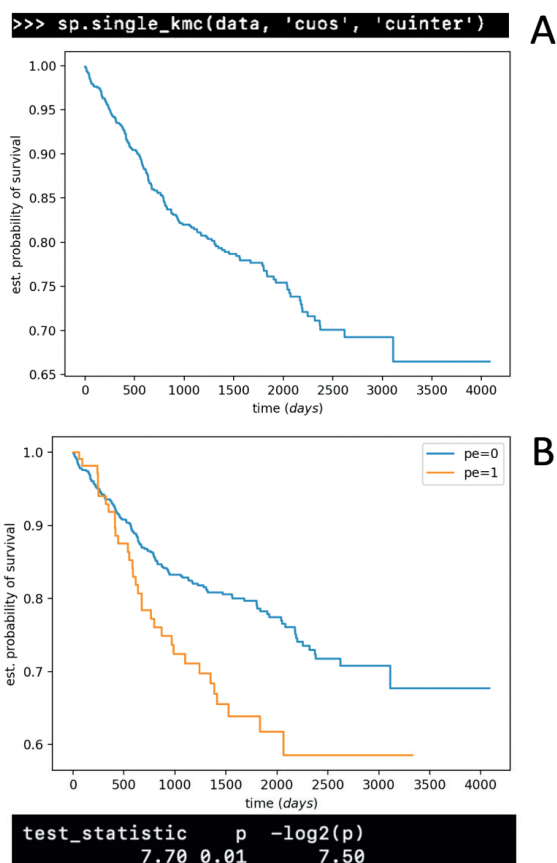 >>> sp.single_kmc(data, 'cuos', 'cuinter')
A
1.00
0.95
0.90
0.85
0.80
0.75
0.70
0.65
est. probability of survival
0 500 1000 1500 2000 2500 3000 3500 4000
time (days)
B
pe=0
pe=1
1.0
0.9
0.8
0.7
0.6
est. probability of survival
0 500 1000 1500 2000 2500 3000 3500 4000
time (days)
test_statistic p -log2(p)
7.70 0.01 7.50